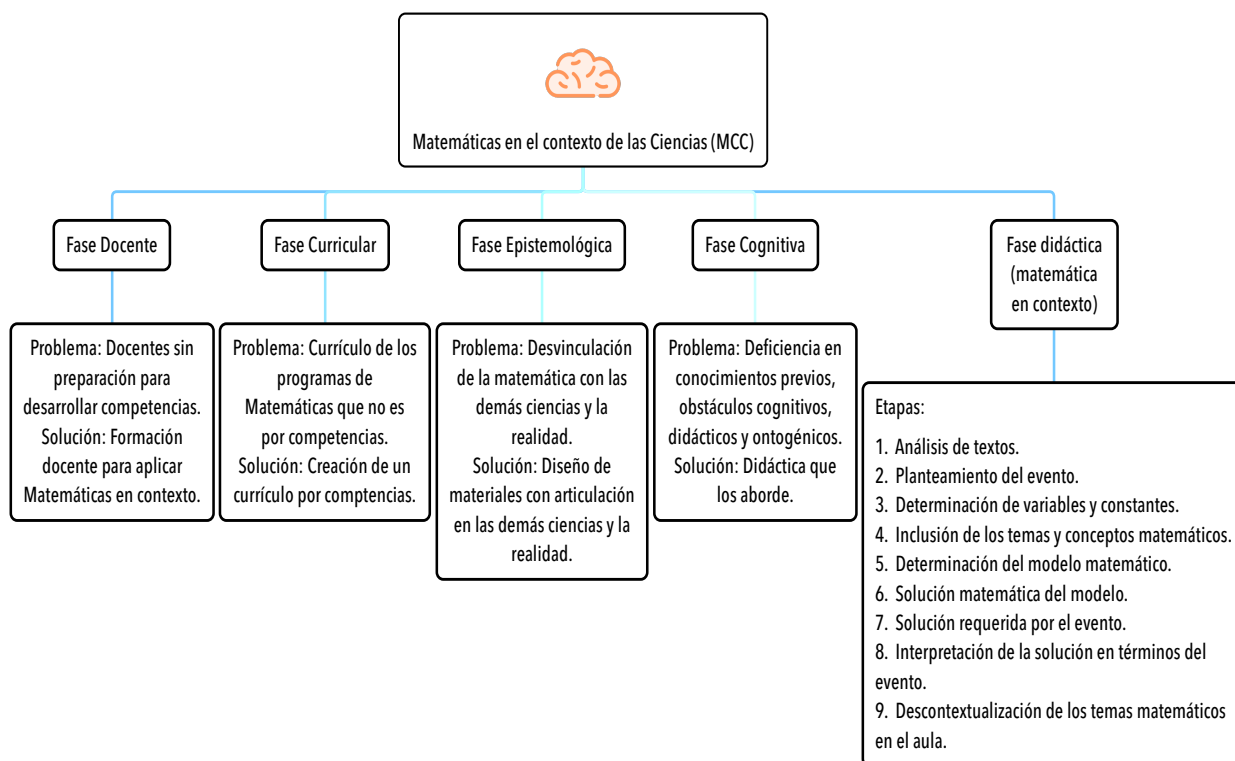 Matemáticas en el contexto de las Ciencias (MCC)
Fase Docente
Fase Curricular
Fase Epistemológica
Fase Cognitiva
Fase didáctica
(matemática
en contexto)
Problema: Docentes sin
preparación para
desarrollar competencias.
Solución: Formación
docente para aplicar
Matemáticas en contexto.
Problema: Currículo de los
programas de
Matemáticas que no es
por competencias.
Solución: Creación de un
currículo por comptencias.
Problema: Desvinculación
de la matemática con las
demás ciencias y la
realidad.
Solución: Diseño de
materiales con articulación
en las demás ciencias y la
realidad.
Problema: Deficiencia en
conocimientos previos,
obstáculos cognitivos,
didácticos y ontogénicos.
Solución: Didáctica que
los aborde.
Etapas:
1. Análisis de textos.
2. Planteamiento del evento.
3. Determinación de variables y constantes.
4. Inclusión de los temas y conceptos matemáticos.
5. Determinación del modelo matemático.
6. Solución matemática del modelo.
7. Solución requerida por el evento.
8. Interpretación de la solución en términos del
evento.
9. Descontextualización de los temas matemáticos
en el aula.